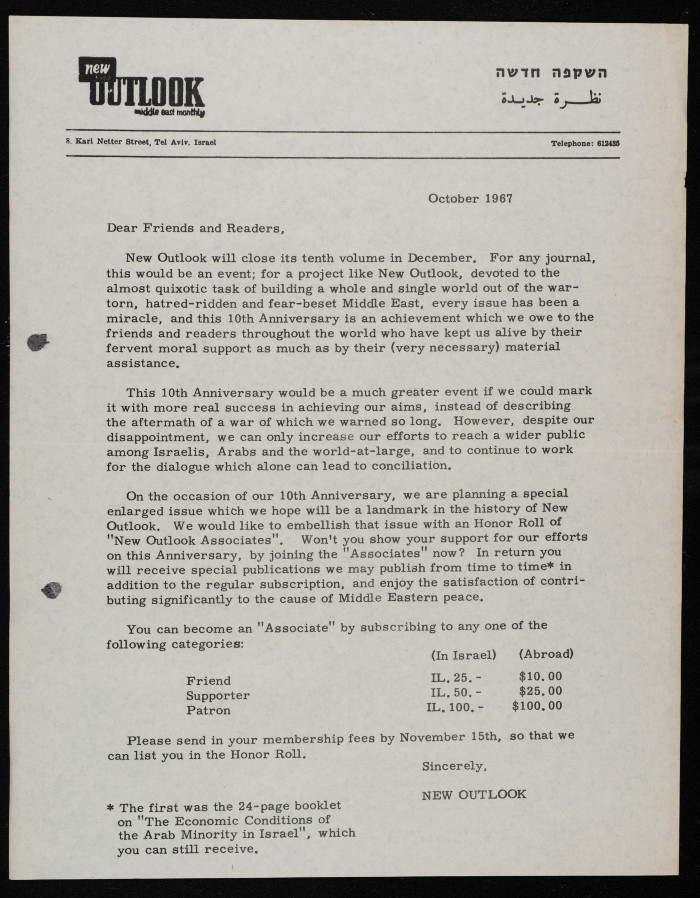 new
OUTLOOK
middle east monthly
השקפה חדשה
نظرة جديدة
8. Karl Netter Street, Tel Aviv, Israel
Telephone: 612435
October 1967
Dear Friends and Readers,
New Outlook will close its tenth volume in December. For any journal,
this would be an event; for a project like New Outlook, devoted to the
almost quixotic task of building a whole and single world out of the war-
torn, hatred-ridden and fear-beset Middle East, every issue has been a
miracle, and this 10th Anniversary is an achievement which we owe to the
friends and readers throughout the world who have kept us alive by their
fervent moral support as much as by their (very necessary) material
assistance.
This 10th Anniversary would be a much greater event if we could mark
it with more real success in achieving our aims, instead of describing
the aftermath of a war of which we warned so long. However, despite our
disappointment, we can only increase our efforts to reach a wider public
among Israelis, Arabs and the world-at-large, and to continue to work
for the dialogue which alone can lead to conciliation.
On the occasion of our 10th Anniversary, we are planning a special
enlarged issue which we hope will be a landmark in the history of New
Outlook. We would like to embellish that issue with an Honor Roll of
"New Outlook Associates". Won't you show your support for our efforts
on this Anniversary, by joining the "Associates" now? In return you
will receive special publications we may publish from time to time* in
addition to the regular subscription, and enjoy the satisfaction of contri-
buting significantly to the cause of Middle Eastern peace.
You can become an "Associate" by subscribing to any one of the
following categories:
(In Israel) (Abroad)
Friend IL. 25.- $10.00
Supporter IL. 50.- $25.00
Patron IL. 100.- $100.00
Please send in your membership fees by November 15th, so that we
can list you in the Honor Roll.
Sincerely,
NEW OUTLOOK
* The first was the 24-page booklet
on "The Economic Conditions of
the Arab Minority in Israel", which
you can still receive.